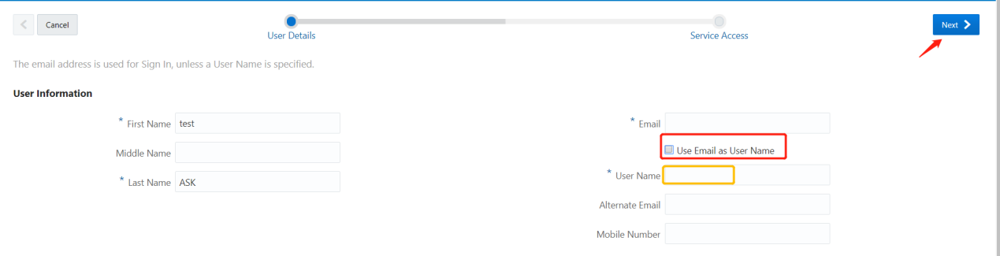 Cancel
User Details
Service Access
Next
The email address is used for Sign In, unless a User Name is specified.
User Information
* First Name test
* Email
Middle Name
Use Email as User Name
* Last Name ASK
* User Name
Alternate Email
Mobile Number